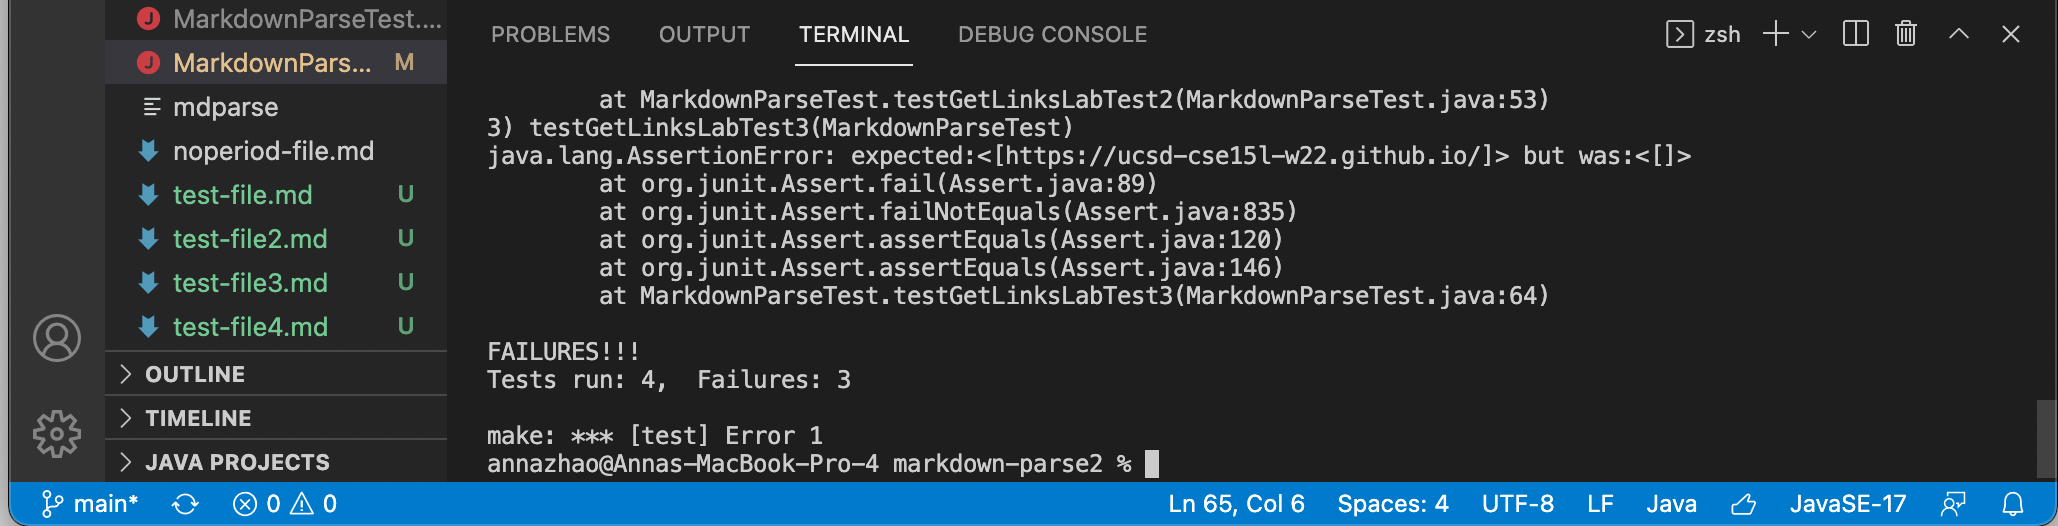 MarkdownParseTest....
MarkdownPars... M
mdparse
noperiod-file.md
test-file.md U
test-file2.md U
test-file3.md U
test-file4.md U
OUTLINE
TIMELINE
JAVA PROJECTS
PROBLEMS OUTPUT TERMINAL DEBUG CONSOLE
zsh
at MarkdownParseTest.testGetLinksLabTest2(MarkdownParseTest.java:53)
3) testGetLinksLabTest3(MarkdownParseTest)
java.lang.AssertionError: expected:<[https://ucsd-cse15l-w22.github.io/]> but was:<[]>
at org.junit.Assert.fail(Assert.java:89)
at org.junit.Assert.failNotEquals(Assert.java:835)
at org.junit.Assert.assertEquals(Assert.java:120)
at org.junit.Assert.assertEquals(Assert.java:146)
at MarkdownParseTest.testGetLinksLabTest3(MarkdownParseTest.java:64)
FAILURES!!!
Tests run: 4,  Failures: 3
make: *** [test] Error 1
annazhao@Annas-MacBook-Pro-4 markdown-parse2 %
main* 0 0 Ln 65, Col 6 Spaces: 4 UTF-8 LF Java JavaSE-17